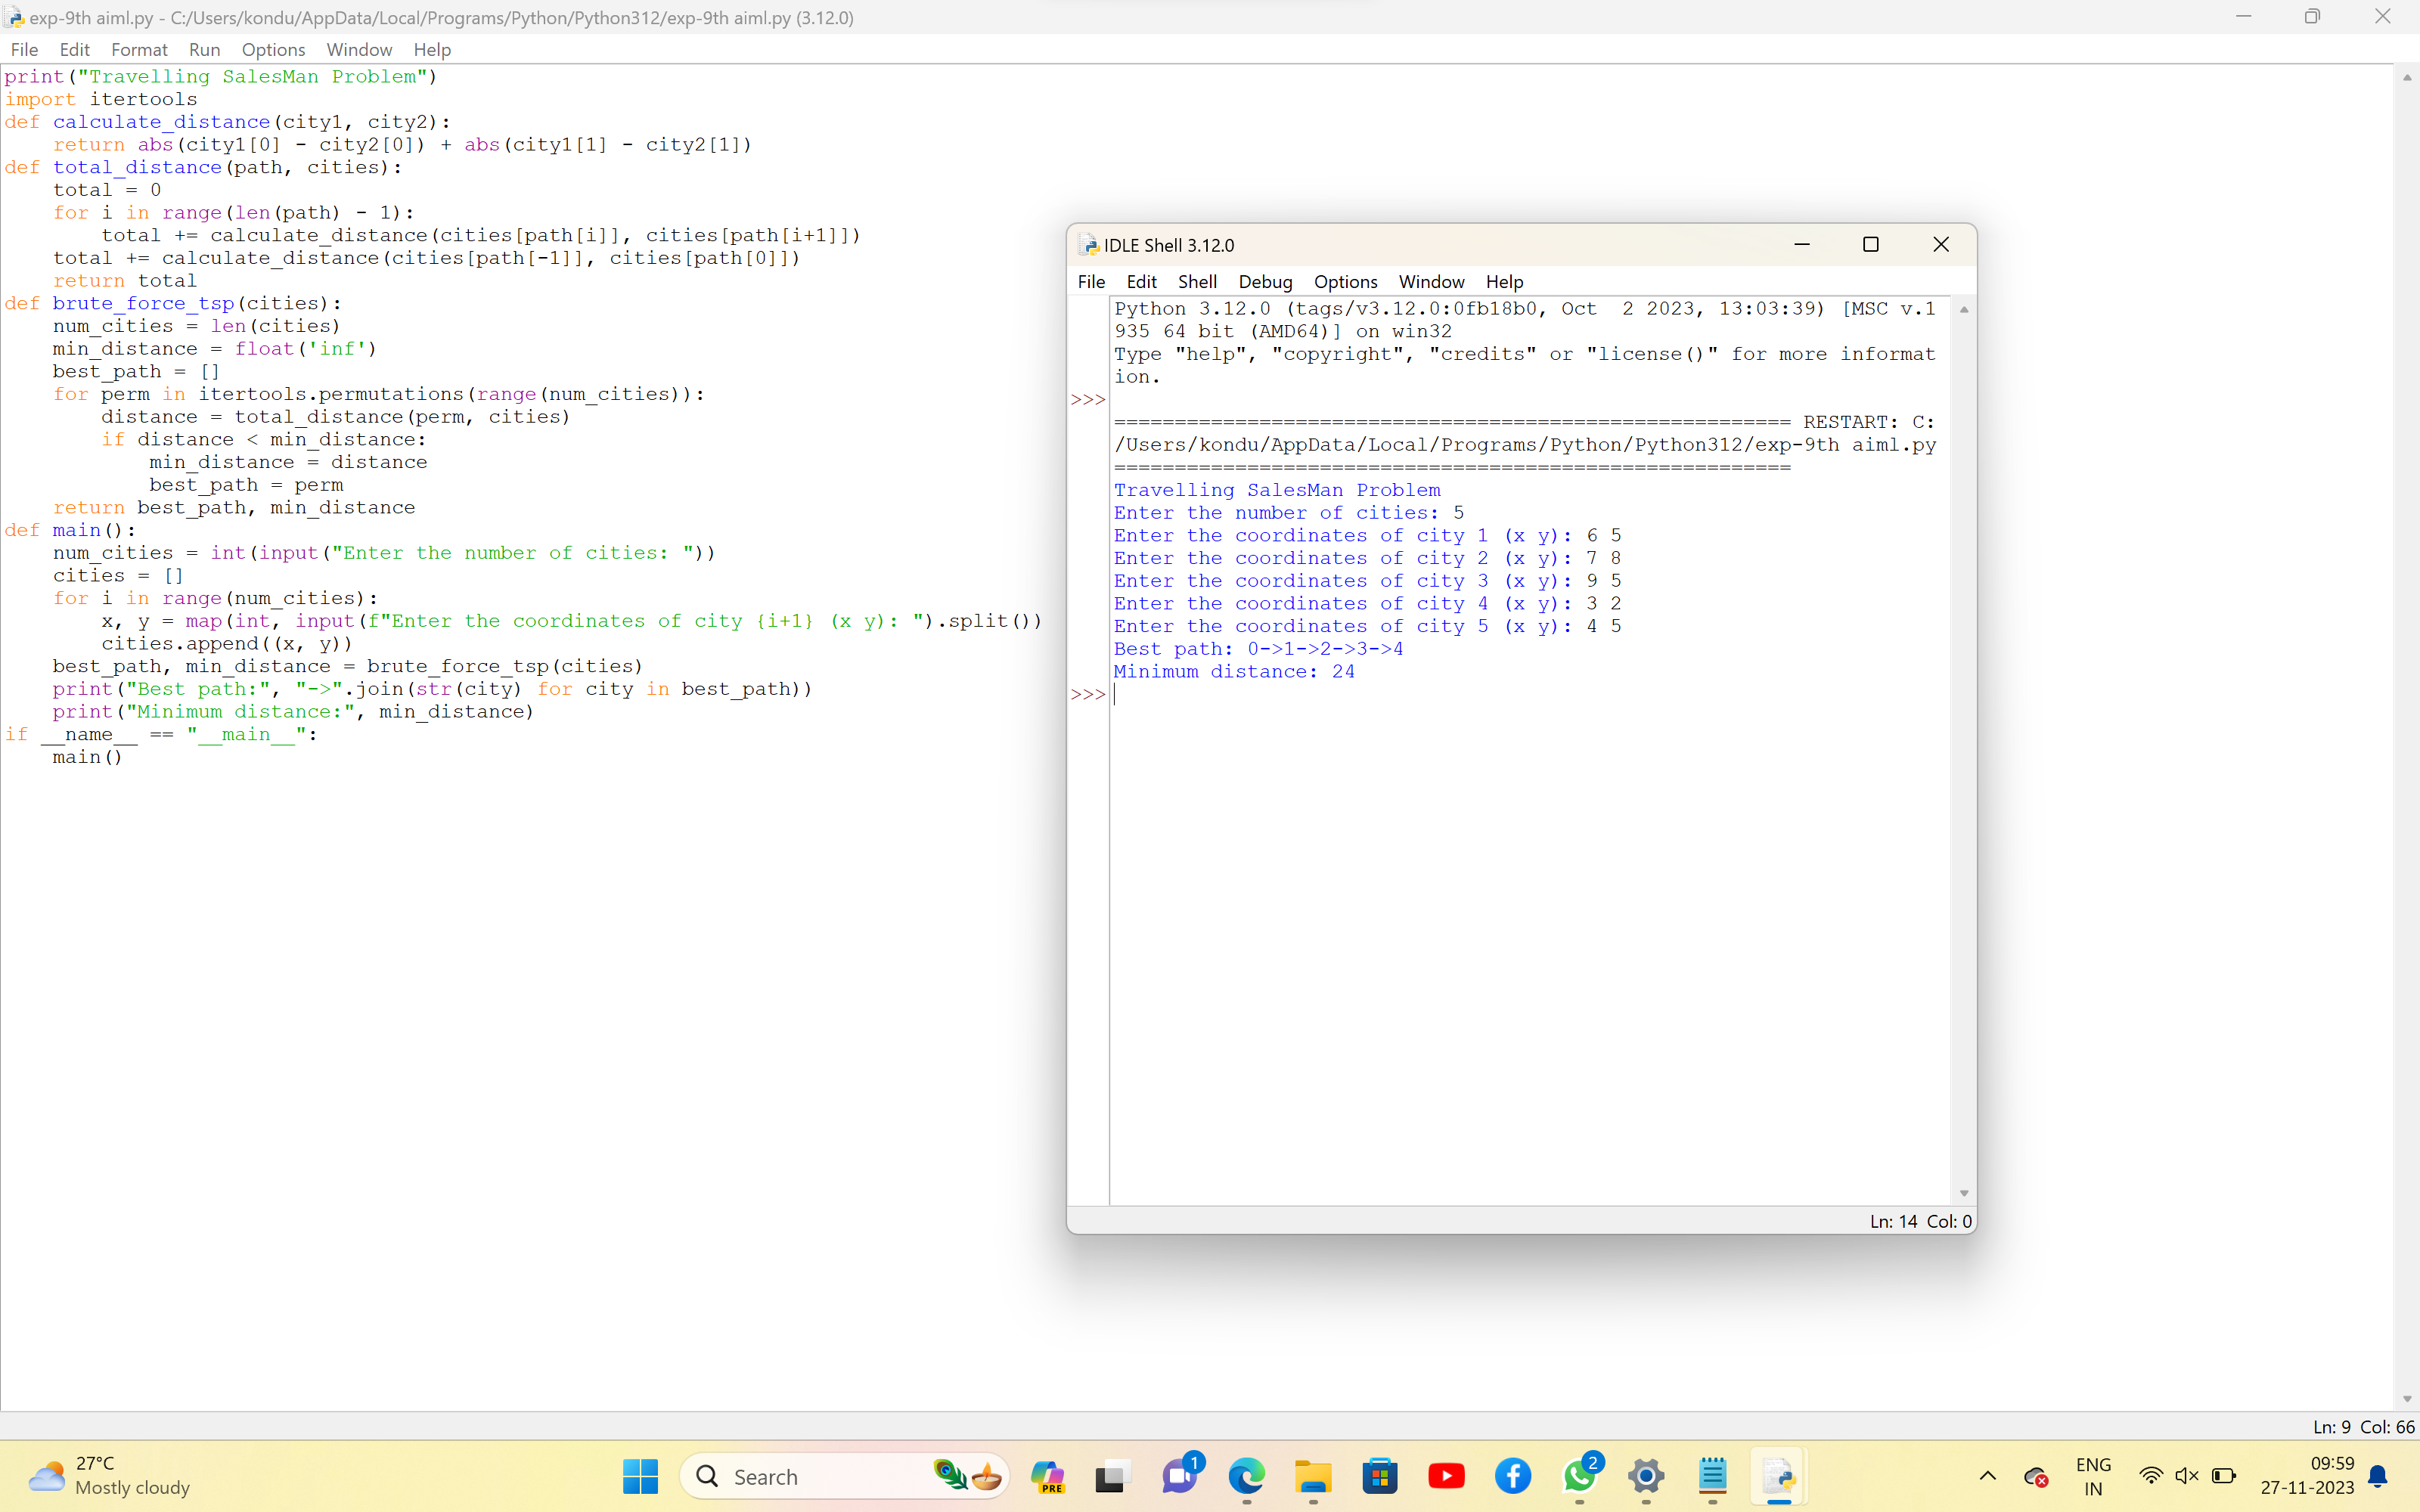 exp-9th aiml.py - C:/Users/kondu/AppData/Local/Programs/Python/Python312/exp-9th aiml.py (3.12.0)
File Edit Format Run Options Window Help
print("Travelling SalesMan Problem")
import itertools
def calculate_distance(city1, city2):
    return abs(city1[0] - city2[0]) + abs(city1[1] - city2[1])
def total_distance(path, cities):
    total = 0
    for i in range(len(path) - 1):
        total += calculate_distance(cities[path[i]], cities[path[i+1]])
    total += calculate_distance(cities[path[-1]], cities[path[0]])
    return total
def brute_force_tsp(cities):
    num_cities = len(cities)
    min_distance = float('inf')
    best_path = []
    for perm in itertools.permutations(range(num_cities)):
        distance = total_distance(perm, cities)
        if distance < min_distance:
            min_distance = distance
            best_path = perm
    return best_path, min_distance
def main():
    num_cities = int(input("Enter the number of cities: "))
    cities = []
    for i in range(num_cities):
        x, y = map(int, input(f"Enter the coordinates of city {i+1} (x y): ").split())
        cities.append((x, y))
    best_path, min_distance = brute_force_tsp(cities)
    print("Best path:", "->".join(str(city) for city in best_path))
    print("Minimum distance:", min_distance)
if __name__ == "__main__":
    main()
IDLE Shell 3.12.0
File Edit Shell Debug Options Window Help
Python 3.12.0 (tags/v3.12.0:0fb18b0, Oct  2 2023, 13:03:39) [MSC v.1
935 64 bit (AMD64)] on win32
Type "help", "copyright", "credits" or "license()" for more informat
ion.
>>>
======================================================== RESTART: C:
/Users/kondu/AppData/Local/Programs/Python/Python312/exp-9th aiml.py
========================================================
Travelling SalesMan Problem
Enter the number of cities: 5
Enter the coordinates of city 1 (x y): 6 5
Enter the coordinates of city 2 (x y): 7 8
Enter the coordinates of city 3 (x y): 9 5
Enter the coordinates of city 4 (x y): 3 2
Enter the coordinates of city 5 (x y): 4 5
Best path: 0->1->2->3->4
Minimum distance: 24
>>>
Ln: 14 Col: 0
Ln: 9 Col: 66
27°C
Mostly cloudy
Search
PRE
1
2
ENG
IN
09:59
27-11-2023